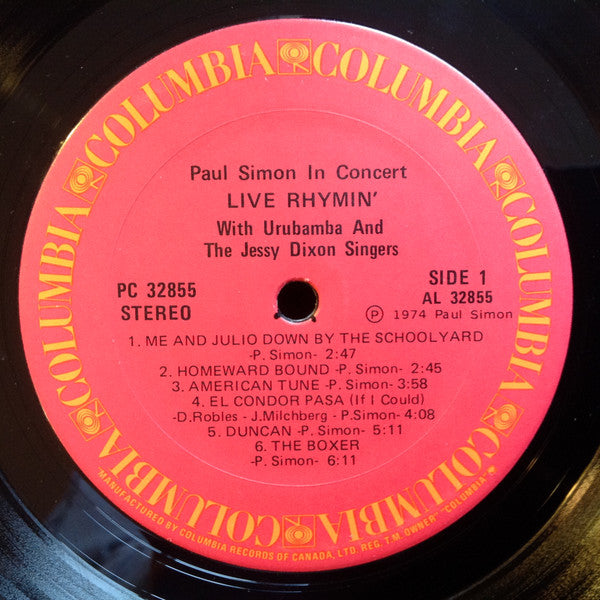 COLUMBIA COLUMBIA COLUMBIA COLUMBIA COLUMBIA COLUMBIA
Paul Simon In Concert
LIVE RHYMIN'
With Urubamba And
The Jessy Dixon Singers
PC 32855
STEREO
SIDE 1
AL 32855
℗ 1974 Paul Simon
1. ME AND JULIO DOWN BY THE SCHOOLYARD
-P. Simon- 2:47
2. HOMEWARD BOUND -P. Simon- 2:45
3. AMERICAN TUNE -P. Simon- 3:58
4. EL CONDOR PASA (If I Could)
-D.Robles - J.Milchberg - P.Simon- 4:08
5. DUNCAN -P. Simon- 5:11
6. THE BOXER
-P. Simon- 6:11
"MANUFACTURED BY COLUMBIA RECORDS OF CANADA, LTD. REG. T.M. OWNER" "COLUMBIA"